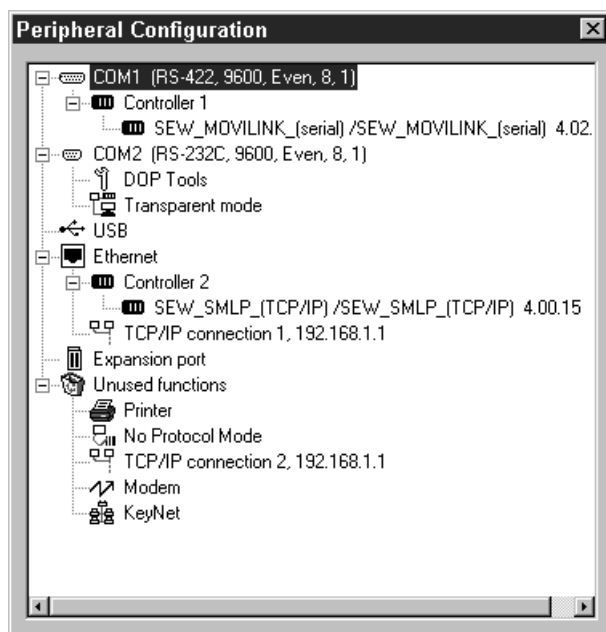 Peripheral Configuration
COM1 (RS-422, 9600, Even, 8, 1)
Controller 1
SEW_MOVILINK_(serial) /SEW_MOVILINK_(serial) 4.02.
COM2 (RS-232C, 9600, Even, 8, 1)
DOP Tools
Transparent mode
USB
Ethernet
Controller 2
SEW_SMLP_(TCP/IP) /SEW_SMLP_(TCP/IP) 4.00.15
TCP/IP connection 1, 192.168.1.1
Expansion port
Unused functions
Printer
No Protocol Mode
TCP/IP connection 2, 192.168.1.1
Modem
KeyNet